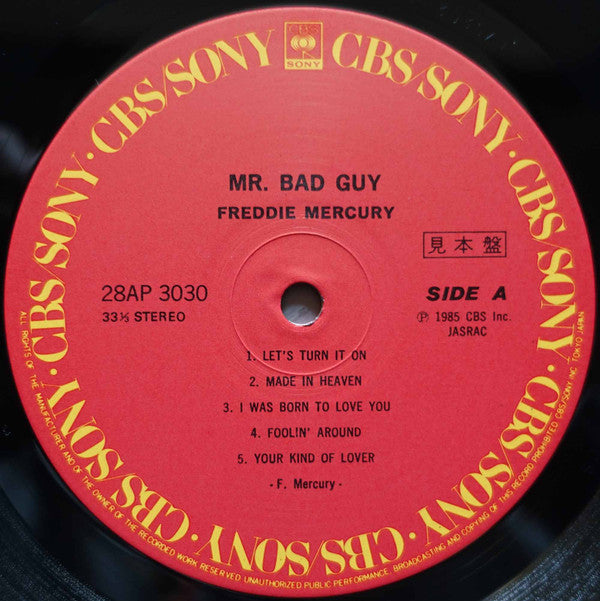 CBS
SONY
CBS/SONY · CBS/SONY · CBS/SONY · CBS/SONY · CBS/SONY · CBS/SONY · CBS/SONY · CBS/SONY
MR. BAD GUY
FREDDIE MERCURY
見本盤
28AP 3030
SIDE A
33⅓ STEREO
Ⓟ 1985 CBS Inc.
JASRAC
1. LET'S TURN IT ON
2. MADE IN HEAVEN
3. I WAS BORN TO LOVE YOU
4. FOOLIN' AROUND
5. YOUR KIND OF LOVER
- F. Mercury -
ALL RIGHTS OF THE MANUFACTURER AND OF THE OWNER OF THE RECORDED WORK RESERVED UNAUTHORIZED PUBLIC PERFORMANCE, BROADCASTING AND COPYING OF THIS RECORD PROHIBITED CBS/SONY INC. TOKYO JAPAN